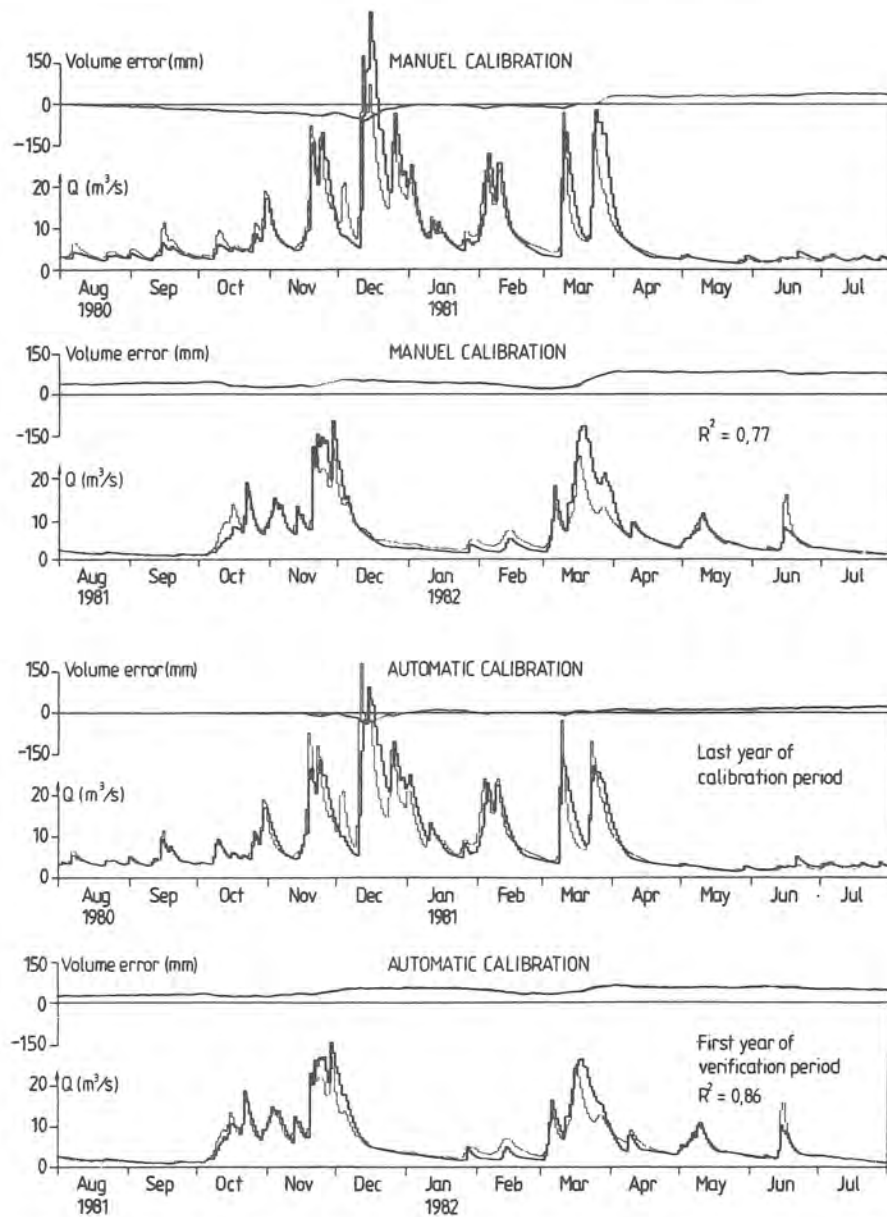 150 Volume error (mm) MANUEL CALIBRATION
0
-150
Q (m³/s)
20
10
0
Aug Sep Oct Nov Dec Jan Feb Mar Apr May Jun Jul
1980 1981
150 Volume error (mm) MANUEL CALIBRATION
0
-150
R² = 0,77
20 Q (m³/s)
10
0
Aug Sep Oct Nov Dec Jan Feb Mar Apr May Jun Jul
1981 1982
150 Volume error (mm) AUTOMATIC CALIBRATION
0
-150
Last year of
calibration period
Q (m³/s)
20
10
0
Aug Sep Oct Nov Dec Jan Feb Mar Apr May Jun Jul
1980 1981
150 Volume error (mm) AUTOMATIC CALIBRATION
0
-150
First year of
verification period
R² = 0,86
20 Q (m³/s)
10
0
Aug Sep Oct Nov Dec Jan Feb Mar Apr May Jun Jul
1981 1982